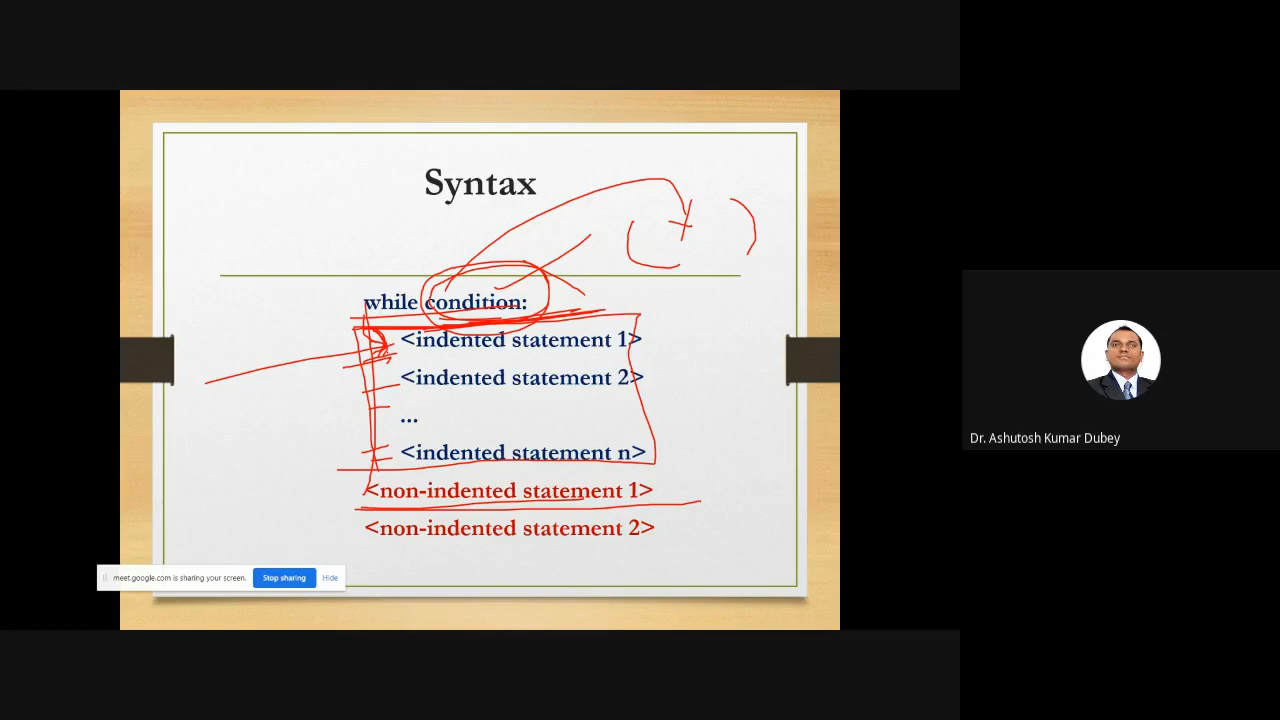 Syntax
while condition:
<indented statement 1>
<indented statement 2>
...
<indented statement n>
<non-indented statement 1>
<non-indented statement 2>
meet.google.com is sharing your screen. Stop sharing Hide
Dr. Ashutosh Kumar Dubey